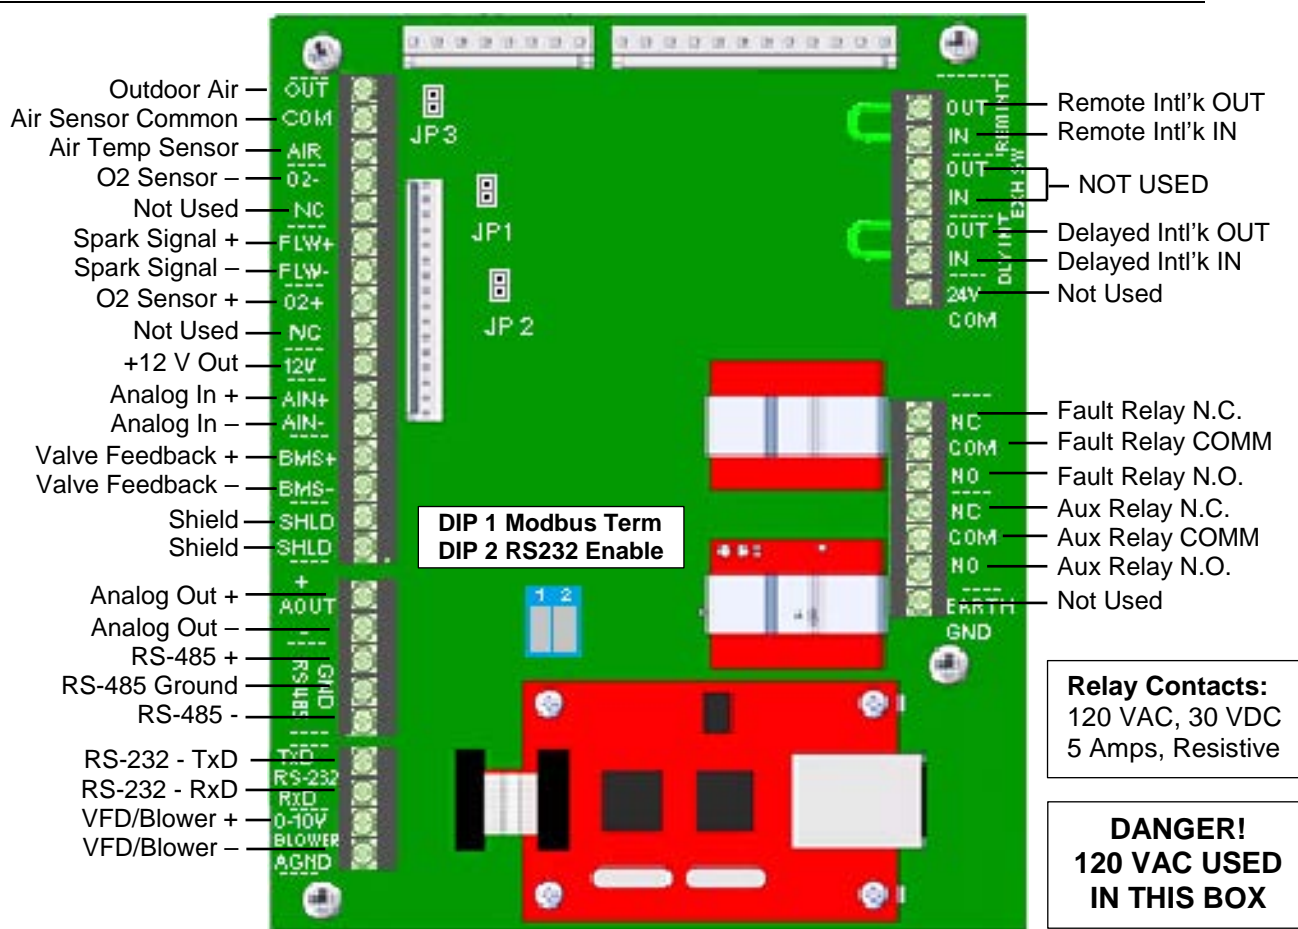 Outdoor Air
Air Sensor Common
Air Temp Sensor
O2 Sensor –
Not Used
Spark Signal +
Spark Signal –
O2 Sensor +
Not Used
+12 V Out
Analog In +
Analog In –
Valve Feedback +
Valve Feedback –
Shield
Shield
Analog Out +
Analog Out –
RS-485 +
RS-485 Ground
RS-485 -
RS-232 - TxD
RS-232 - RxD
VFD/Blower +
VFD/Blower –
OUT
COM
AIR
O2-
NC
FLW+
FLW-
O2+
NC
12V
AIN+
AIN-
BMS+
BMS-
SHLD
SHLD
+
AOUT
-
GND
RS485
TxD
RS-232
RXD
0-10V
BLOWER
AGND
JP3
JP1
JP 2
DIP 1 Modbus Term
DIP 2 RS232 Enable
1 2
OUT
IN
REMINT
OUT
IN
EXH SW
OUT
IN
DLY INT
24V
COM
NC
COM
NO
NC
COM
NO
EARTH
GND
Remote Intl'k OUT
Remote Intl'k IN
NOT USED
Delayed Intl'k OUT
Delayed Intl'k IN
Not Used
Fault Relay N.C.
Fault Relay COMM
Fault Relay N.O.
Aux Relay N.C.
Aux Relay COMM
Aux Relay N.O.
Not Used
Relay Contacts:
120 VAC, 30 VDC
5 Amps, Resistive
DANGER!
120 VAC USED
IN THIS BOX